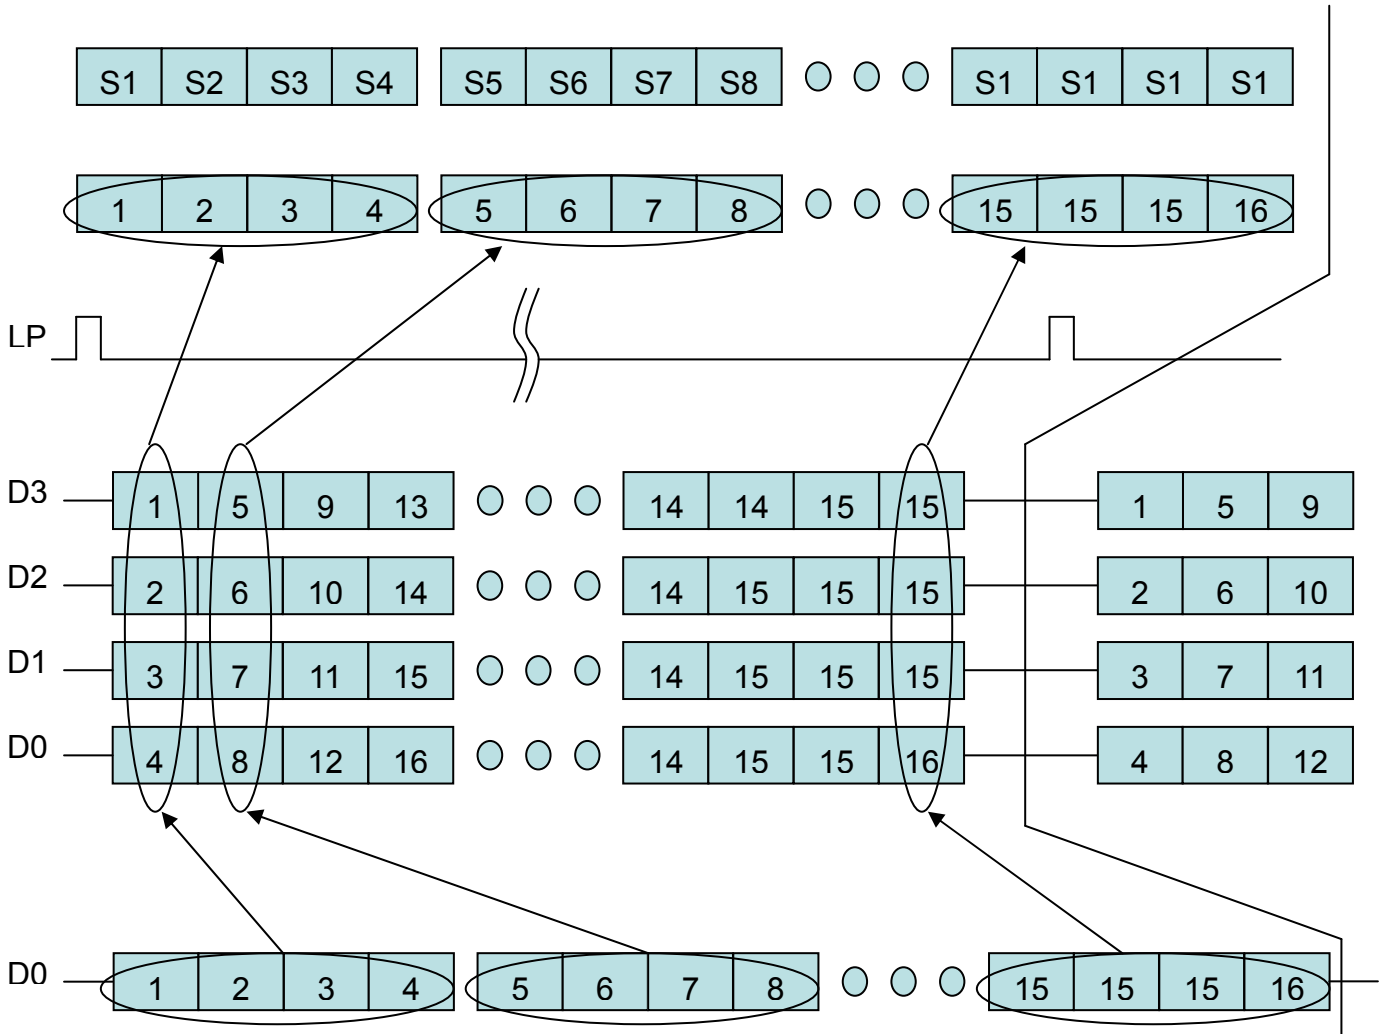 S1 S2 S3 S4 S5 S6 S7 S8 S1 S1 S1 S1
1 2 3 4 5 6 7 8 15 15 15 16
LP
D3 1 5 9 13 14 14 15 15 1 5 9
D2 2 6 10 14 14 15 15 15 2 6 10
D1 3 7 11 15 14 15 15 15 3 7 11
D0 4 8 12 16 14 15 15 16 4 8 12
D0 1 2 3 4 5 6 7 8 15 15 15 16